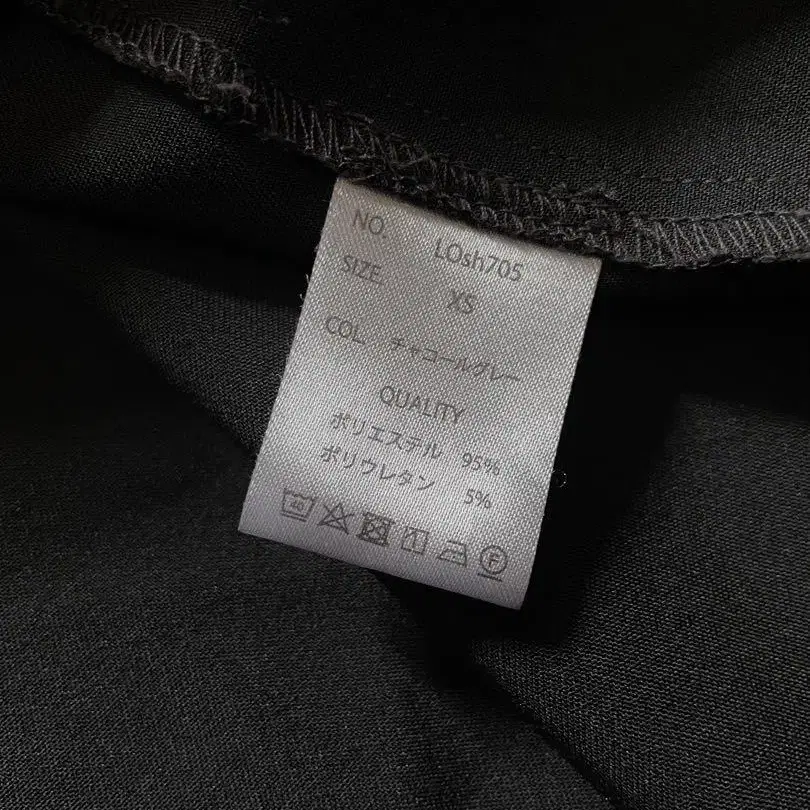 NO. LOsh705
SIZE. XS
COL. チャコールグレー
QUALITY
ポリエステル 95%
ポリウレタン 5%
40 F